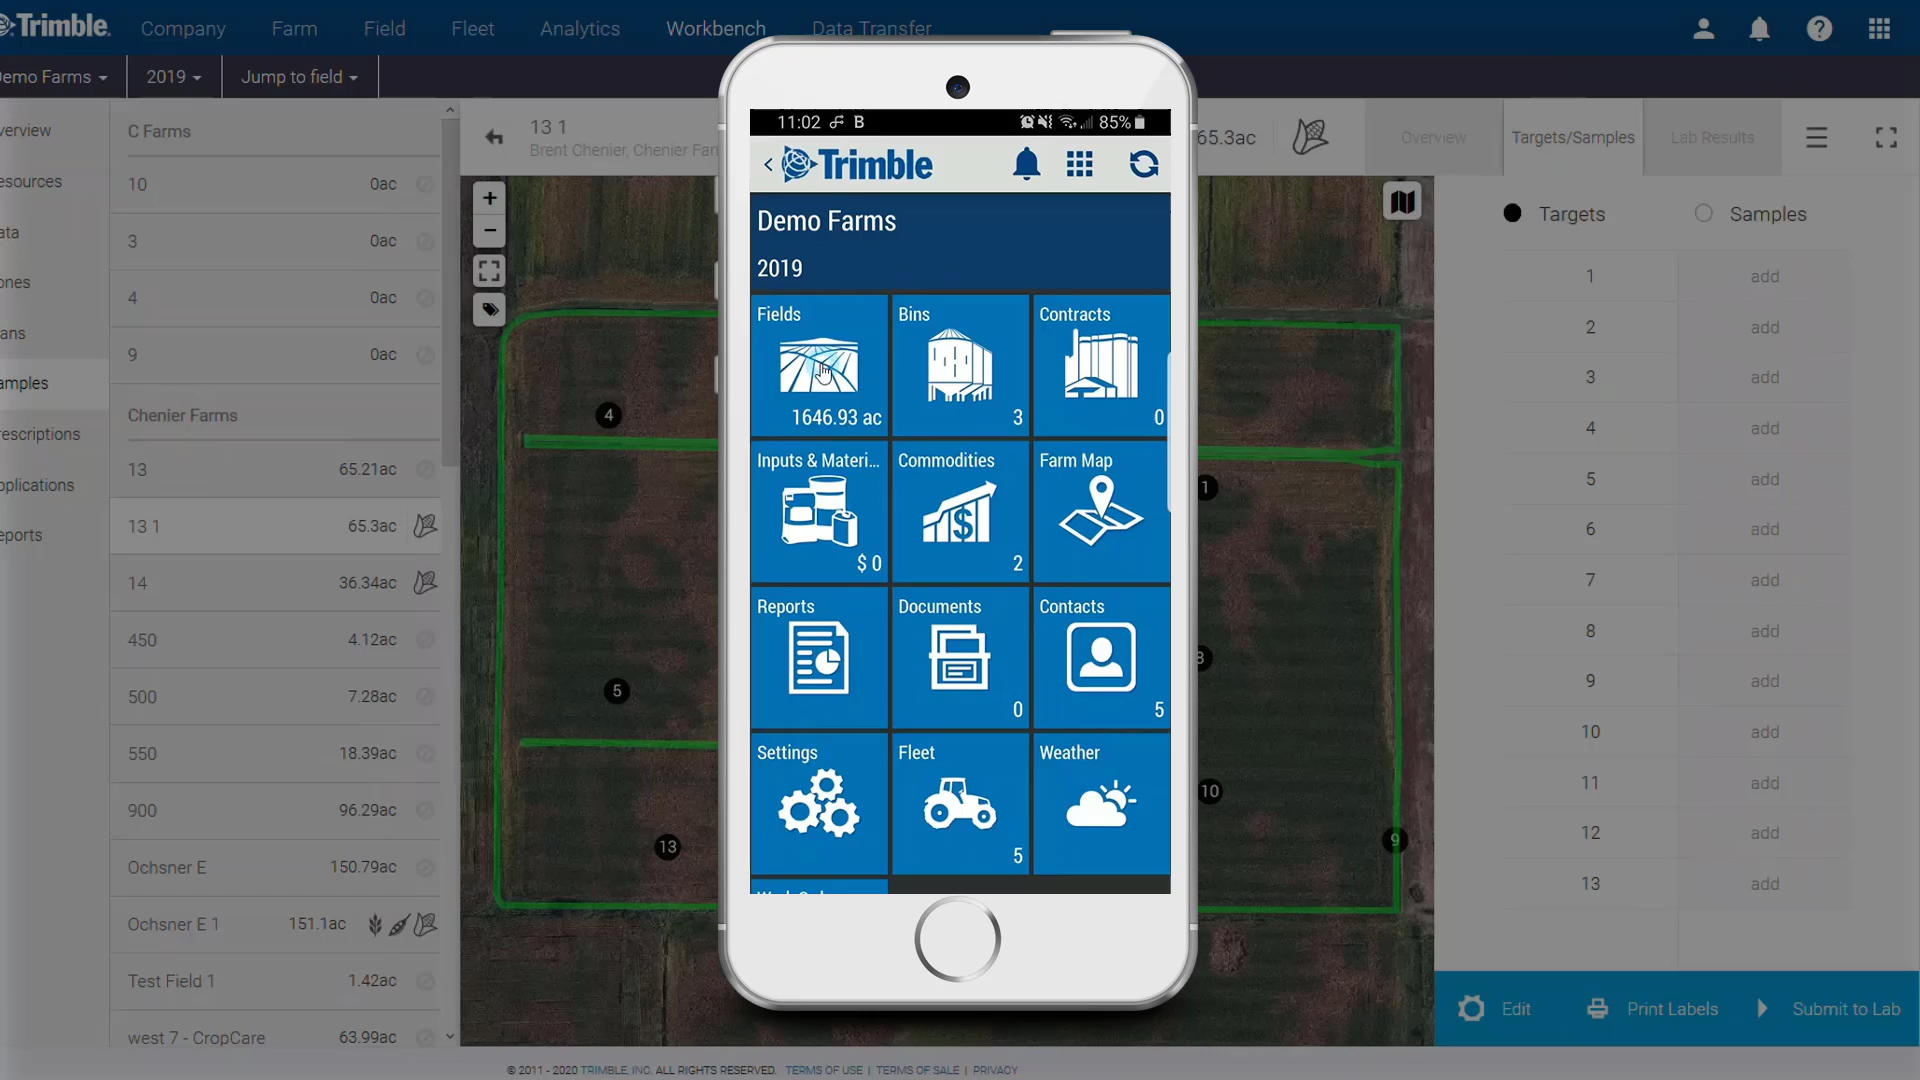 Trimble.
Company
Farm
Field
Fleet
Analytics
Workbench
Data Transfer
emo Farms
2019
Jump to field
verview
esources
ata
ones
ans
amples
rescriptions
pplications
eports
C Farms
10 0ac
3 0ac
4 0ac
9 0ac
Chenier Farms
13 65.21ac
13 1 65.3ac
14 36.34ac
450 4.12ac
500 7.28ac
550 18.39ac
900 96.29ac
Ochsner E 150.79ac
Ochsner E 1 151.1ac
Test Field 1 1.42ac
west 7 - CropCare 63.99ac
13 1
Brent Chenier, Chenier Far
65.3ac
Overview
Targets/Samples
Lab Results
+
−
4
5
13
1
3
10
9
11:02 B 85%
Trimble
Demo Farms
2019
Fields
1646.93 ac
Bins
3
Contracts
0
Inputs & Materi...
$ 0
Commodities
2
Farm Map
Reports
Documents
0
Contacts
5
Settings
Fleet
5
Weather
Targets
Samples
1 add
2 add
3 add
4 add
5 add
6 add
7 add
8 add
9 add
10 add
11 add
12 add
13 add
Edit
Print Labels
Submit to Lab
© 2011 - 2020 TRIMBLE, INC. ALL RIGHTS RESERVED. TERMS OF USE | TERMS OF SALE | PRIVACY